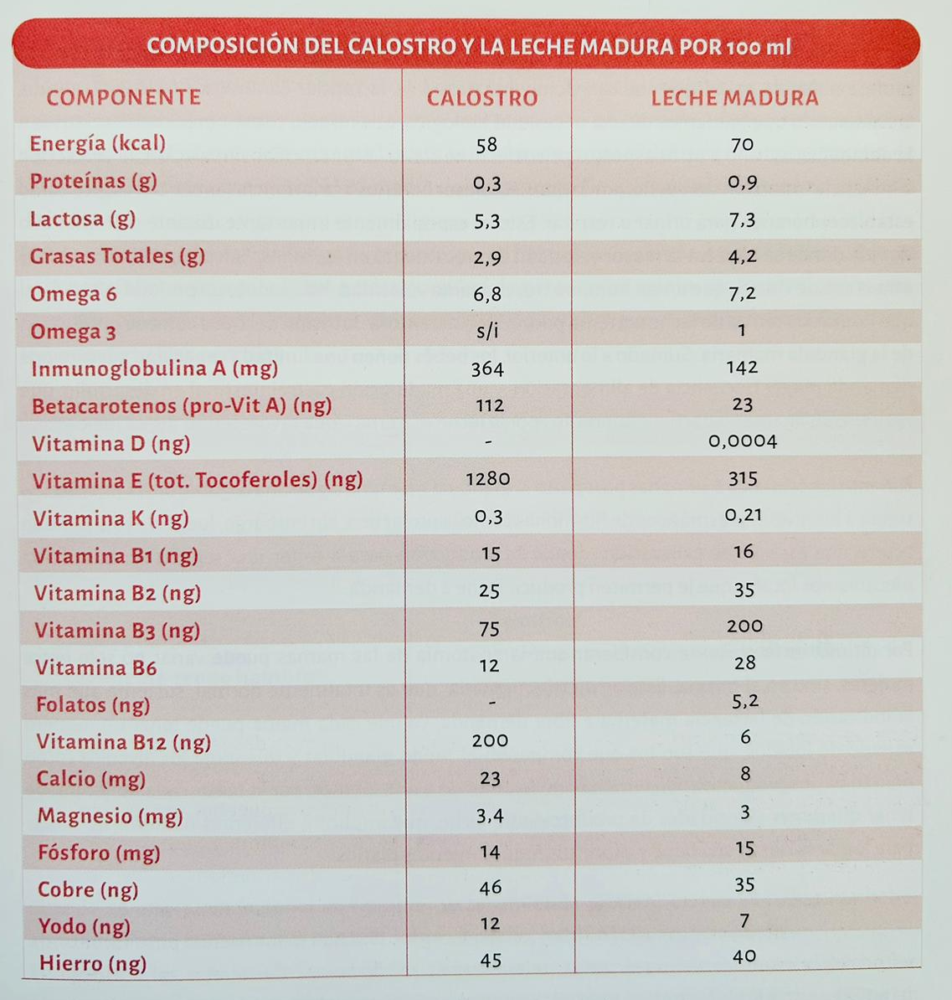 COMPOSICIÓN DEL CALOSTRO Y LA LECHE MADURA POR 100 ml
COMPONENTE CALOSTRO LECHE MADURA
Energía (kcal) 58 70
Proteínas (g) 0,3 0,9
Lactosa (g) 5,3 7,3
Grasas Totales (g) 2,9 4,2
Omega 6 6,8 7,2
Omega 3 s/i 1
Inmunoglobulina A (mg) 364 142
Betacarotenos (pro-Vit A) (ng) 112 23
Vitamina D (ng) - 0,0004
Vitamina E (tot. Tocoferoles) (ng) 1280 315
Vitamina K (ng) 0,3 0,21
Vitamina B1 (ng) 15 16
Vitamina B2 (ng) 25 35
Vitamina B3 (ng) 75 200
Vitamina B6 12 28
Folatos (ng) - 5,2
Vitamina B12 (ng) 200 6
Calcio (mg) 23 8
Magnesio (mg) 3,4 3
Fósforo (mg) 14 15
Cobre (ng) 46 35
Yodo (ng) 12 7
Hierro (ng) 45 40